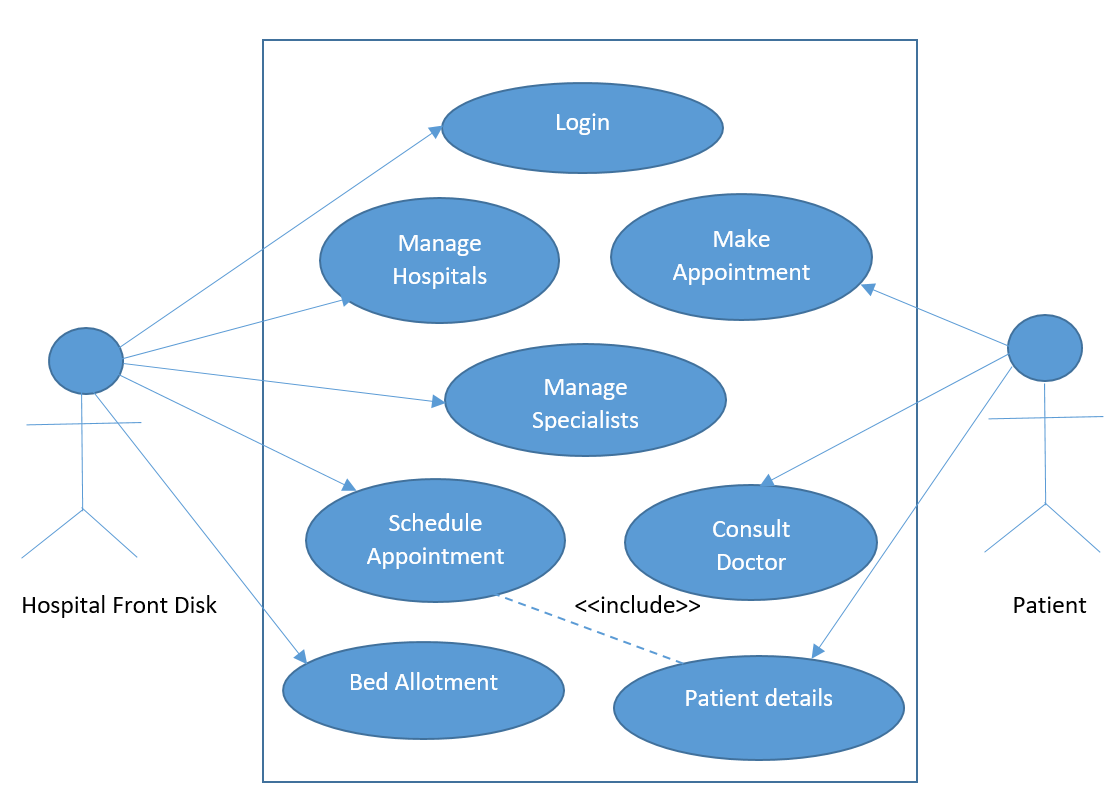 Login
Manage
Hospitals
Make
Appointment
Manage
Specialists
Schedule
Appointment
Consult
Doctor
<<include>>
Hospital Front Disk
Patient
Bed Allotment
Patient details